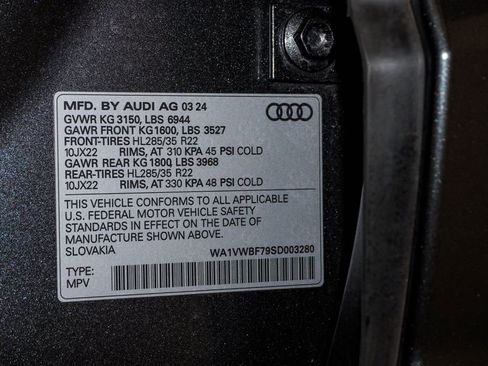 MFD. BY AUDI AG 03 24
GVWR KG 3150, LBS 6944
GAWR FRONT KG1600, LBS 3527
FRONT-TIRES HL285/35 R22
10JX22 RIMS, AT 310 KPA 45 PSI COLD
GAWR REAR KG 1800, LBS 3968
REAR-TIRES HL285/35 R22
10JX22 RIMS, AT 330 KPA 48 PSI COLD
THIS VEHICLE CONFORMS TO ALL APPLICABLE
U.S. FEDERAL MOTOR VEHICLE SAFETY
STANDARDS IN EFFECT ON THE DATE OF
MANUFACTURE SHOWN ABOVE.
SLOVAKIA WA1VWBF79SD003280
TYPE:
MPV